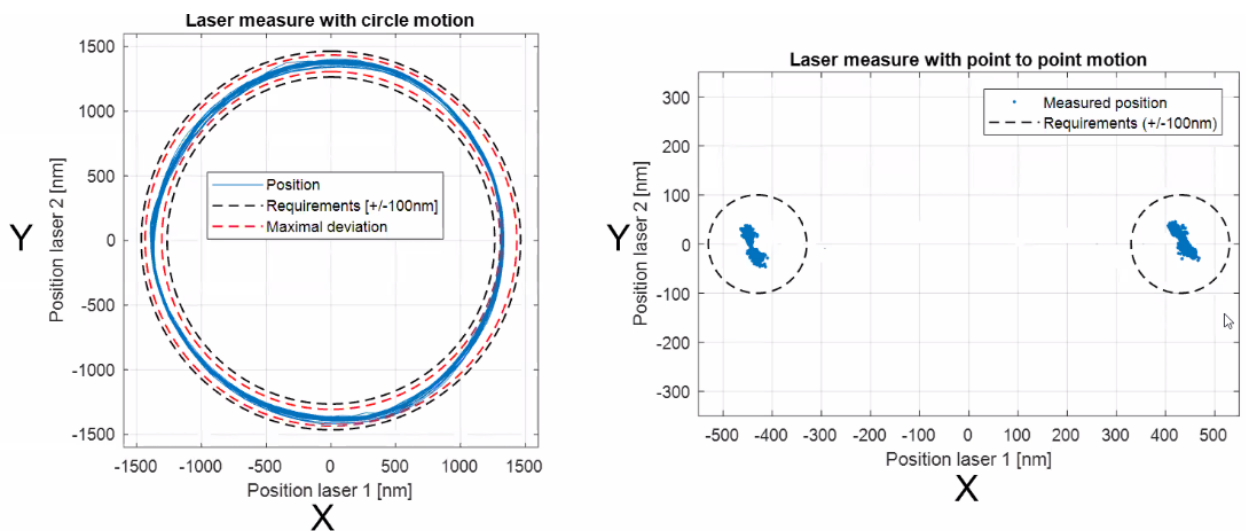 Laser measure with circle motion
1500
1000
500
0
-500
-1000
-1500
Y
Position laser 2 [nm]
Position
Requirements [+/-100nm]
Maximal deviation
-1500 -1000 -500 0 500 1000 1500
Position laser 1 [nm]
X
Laser measure with point to point motion
300
200
100
0
-100
-200
-300
Y
Position laser 2 [nm]
Measured position
Requirements (+/-100nm)
-500 -400 -300 -200 -100 0 100 200 300 400 500
Position laser 1 [nm]
X